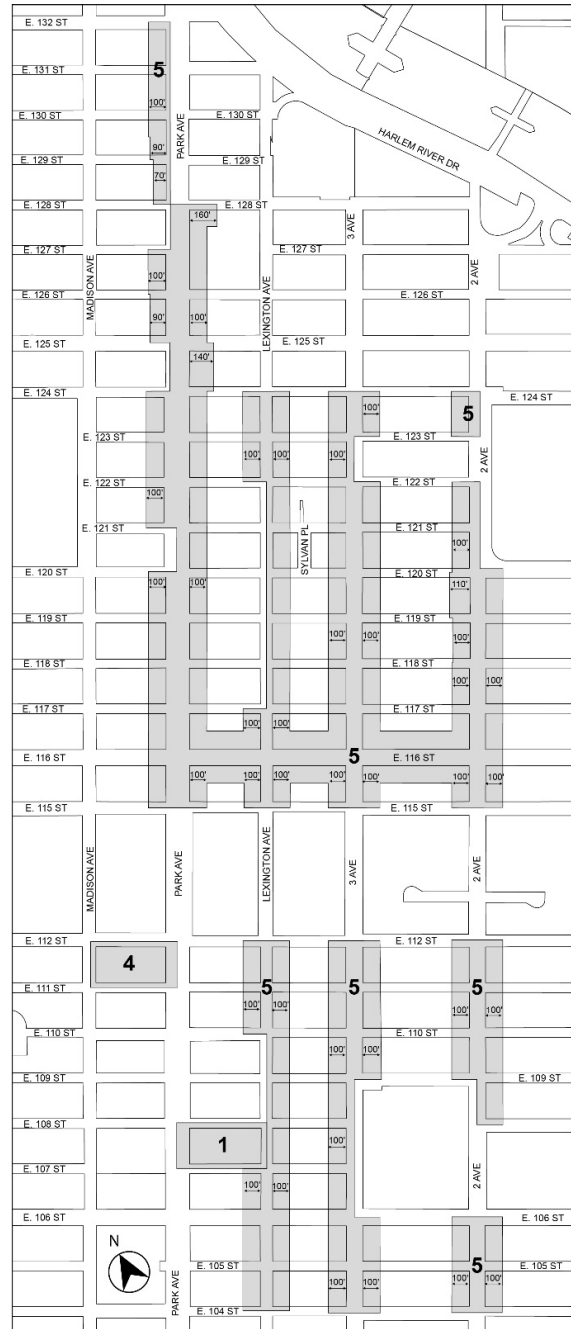 E. 132 ST
E. 131 ST
5
PARK AVE
100'
E. 130 ST
E. 130 ST
HARLEM RIVER DR
90'
E. 129 ST
E. 129 ST
70'
E. 128 ST
E. 128 ST
160'
3 AVE
E. 127 ST
E. 127 ST
MADISON AVE
100'
LEXINGTON AVE
2 AVE
E. 126 ST
E. 126 ST
90'
100'
E. 125 ST
E. 125 ST
140'
E. 124 ST
E. 124 ST
100'
5
E. 123 ST
E. 123 ST
100'
100'
100'
2 AVE
E. 122 ST
E. 122 ST
100'
E. 121 ST
E. 121 ST
SYLVAN PL
100'
E. 120 ST
E. 120 ST
100'
100'
110'
E. 119 ST
E. 119 ST
100'
100'
100'
E. 118 ST
E. 118 ST
100'
100'
E. 117 ST
E. 117 ST
100'
100'
5
E. 116 ST
E. 116 ST
100'
100'
100'
100'
100'
100'
100'
E. 115 ST
E. 115 ST
MADISON AVE
PARK AVE
LEXINGTON AVE
3 AVE
2 AVE
E. 112 ST
E. 112 ST
4
5
5
5
E. 111 ST
100'
100'
100'
100'
E. 110 ST
E. 110 ST
100'
100'
E. 109 ST
E. 109 ST
E. 108 ST
1
100'
E. 107 ST
100'
100'
2 AVE
E. 106 ST
E. 106 ST
N
E. 105 ST
5
E. 105 ST
100'
100'
100'
100'
PARK AVE
E. 104 ST